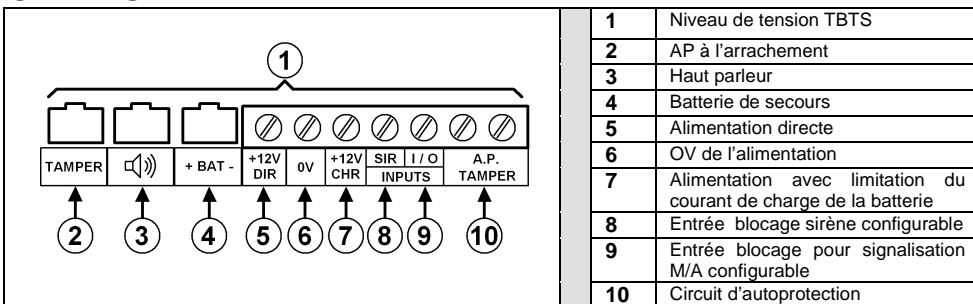 1
TAMPER
+ BAT -
+12V DIR
0V
+12V CHR
SIR
I / O
INPUTS
A.P. TAMPER
2 3 4 5 6 7 8 9 10
1 Niveau de tension TBTS
2 AP à l'arrachement
3 Haut parleur
4 Batterie de secours
5 Alimentation directe
6 OV de l'alimentation
7 Alimentation avec limitation du
courant de charge de la batterie
8 Entrée blocage sirène configurable
9 Entrée blocage pour signalisation
M/A configurable
10 Circuit d'autoprotection